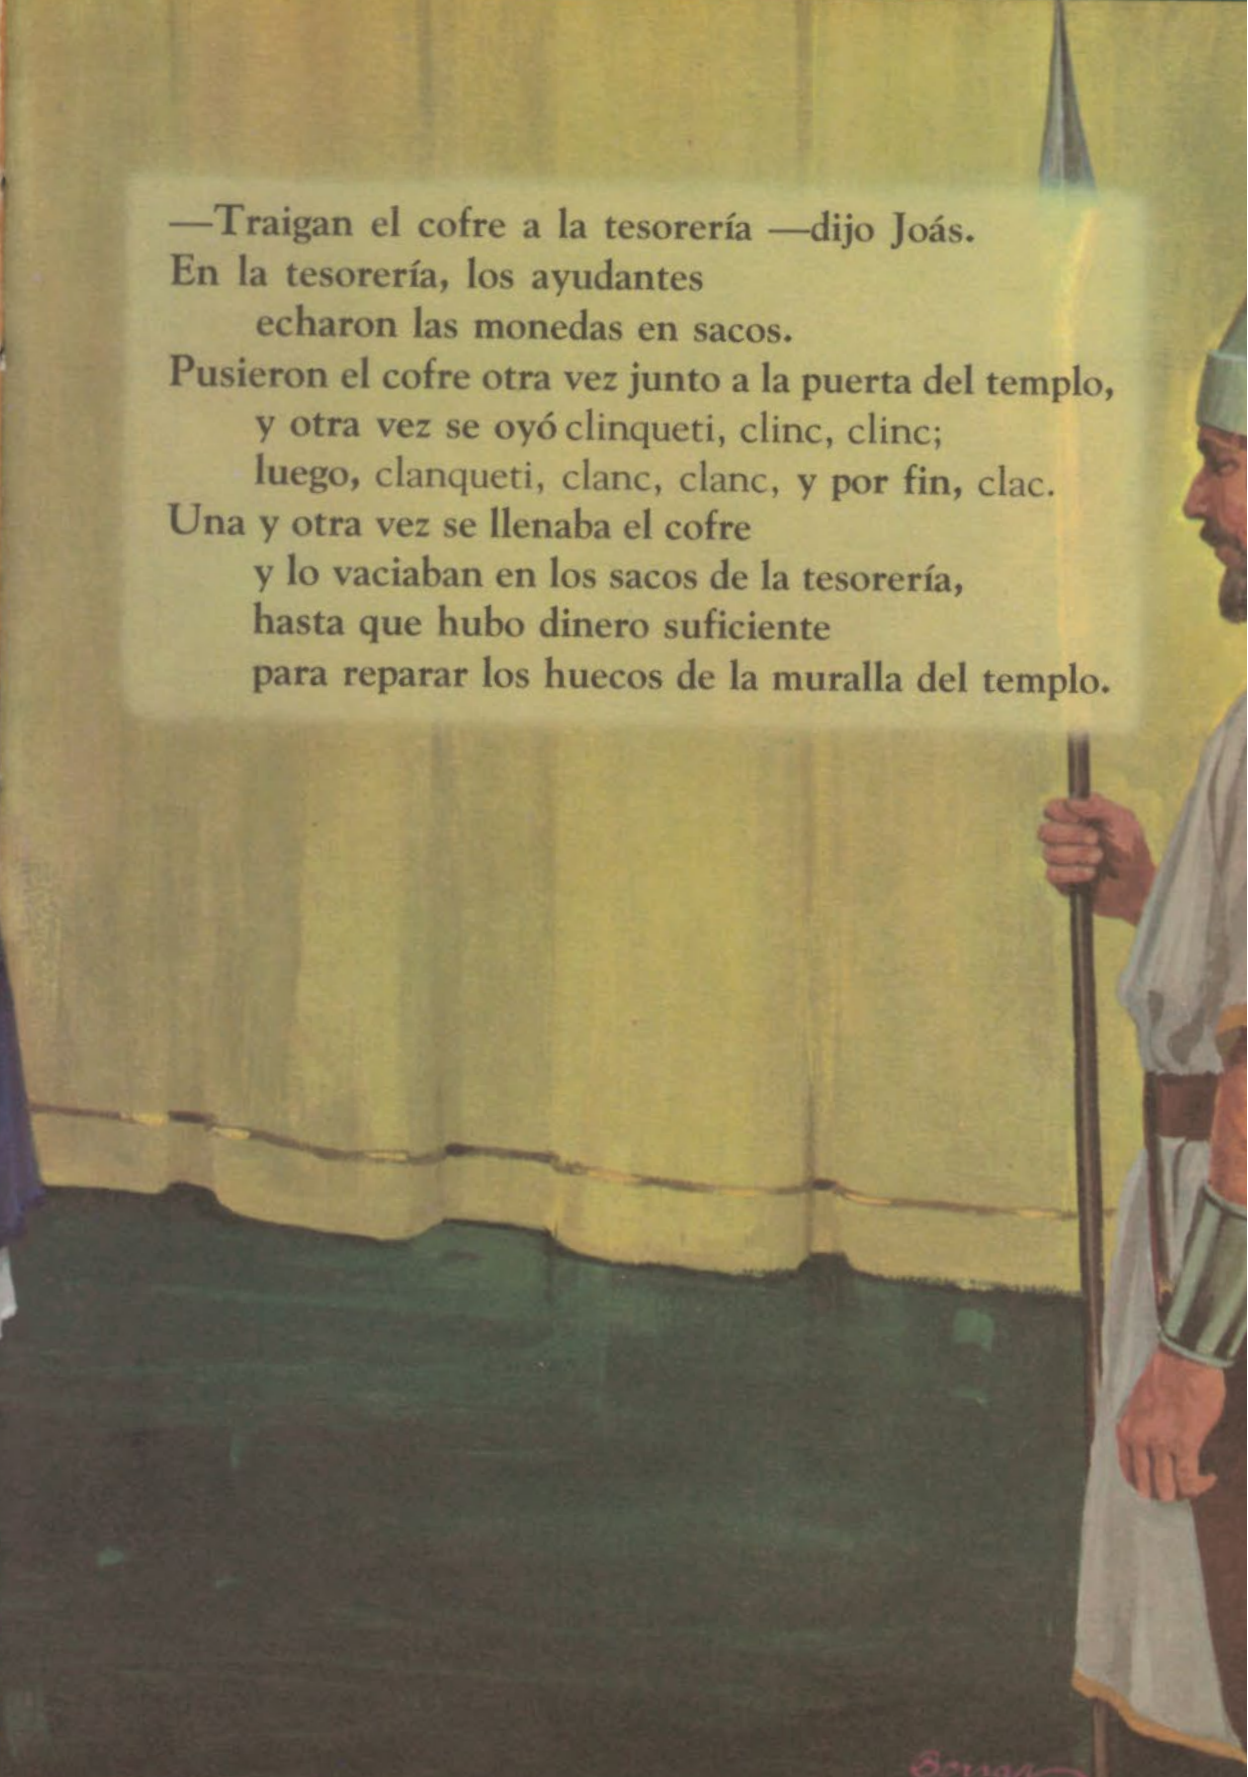 —Traigan el cofre a la tesorería —dijo Joás.
En la tesorería, los ayudantes
echaron las monedas en sacos.
Pusieron el cofre otra vez junto a la puerta del templo,
y otra vez se oyó clinqueti, clinc, clinc;
luego, clanqueti, clanc, clanc, y por fin, clac.
Una y otra vez se llenaba el cofre
y lo vaciaban en los sacos de la tesorería,
hasta que hubo dinero suficiente
para reparar los huecos de la muralla del templo.